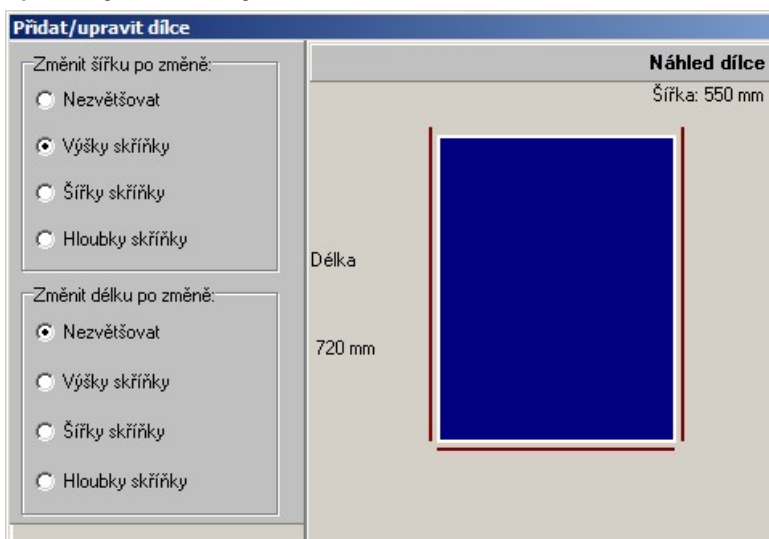 Přidat/upravit dílce
Změnit šířku po změně:
Nezvětšovat
Výšky skříňky
Šířky skříňky
Hloubky skříňky
Změnit délku po změně:
Nezvětšovat
Výšky skříňky
Šířky skříňky
Hloubky skříňky
Náhled dílce
Šířka: 550 mm
Délka
720 mm